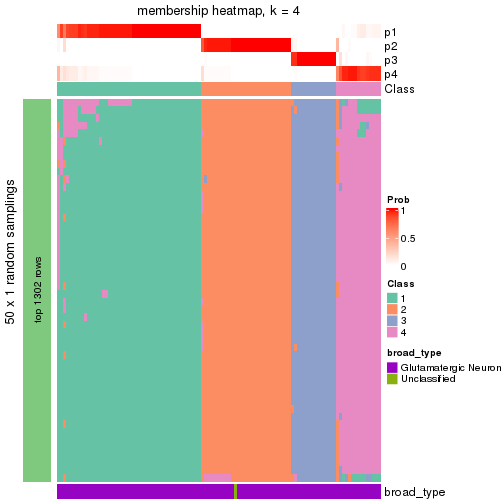 membership heatmap, k = 4
p1
p2
p3
p4
Class
50 x 1 random samplings
top 1302 rows
Prob
1
0.5
0
Class
1
2
3
4
broad_type
Glutamatergic Neuron
Unclassified
broad_type